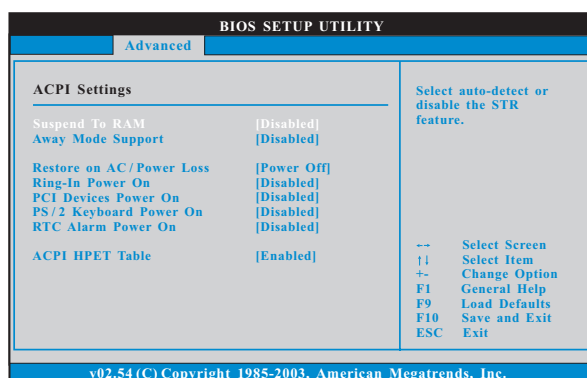 BIOS SETUP UTILITY
Advanced
ACPI Settings
Suspend To RAM [Disabled]
Away Mode Support [Disabled]
Restore on AC / Power Loss [Power Off]
Ring-In Power On [Disabled]
PCI Devices Power On [Disabled]
PS / 2 Keyboard Power On [Disabled]
RTC Alarm Power On [Disabled]
ACPI HPET Table [Enabled]
Select auto-detect or
disable the STR
feature.
←→ Select Screen
↑↓ Select Item
+- Change Option
F1 General Help
F9 Load Defaults
F10 Save and Exit
ESC Exit
v02.54 (C) Copyright 1985-2003, American Megatrends, Inc.